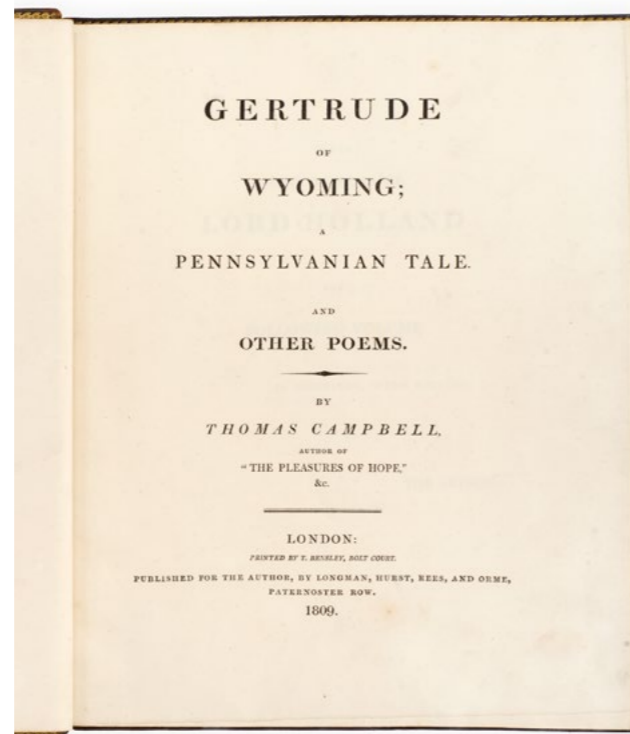 GERTRUDE
OF
WYOMING;
A
PENNSYLVANIAN TALE.
AND
OTHER POEMS.
BY
THOMAS CAMPBELL,
AUTHOR OF
"THE PLEASURES OF HOPE,"
&c.
LONDON:
PRINTED BY T. BENSLEY, BOLT COURT.
PUBLISHED FOR THE AUTHOR, BY LONGMAN, HURST, REES, AND ORME,
PATERNOSTER ROW.
1809.